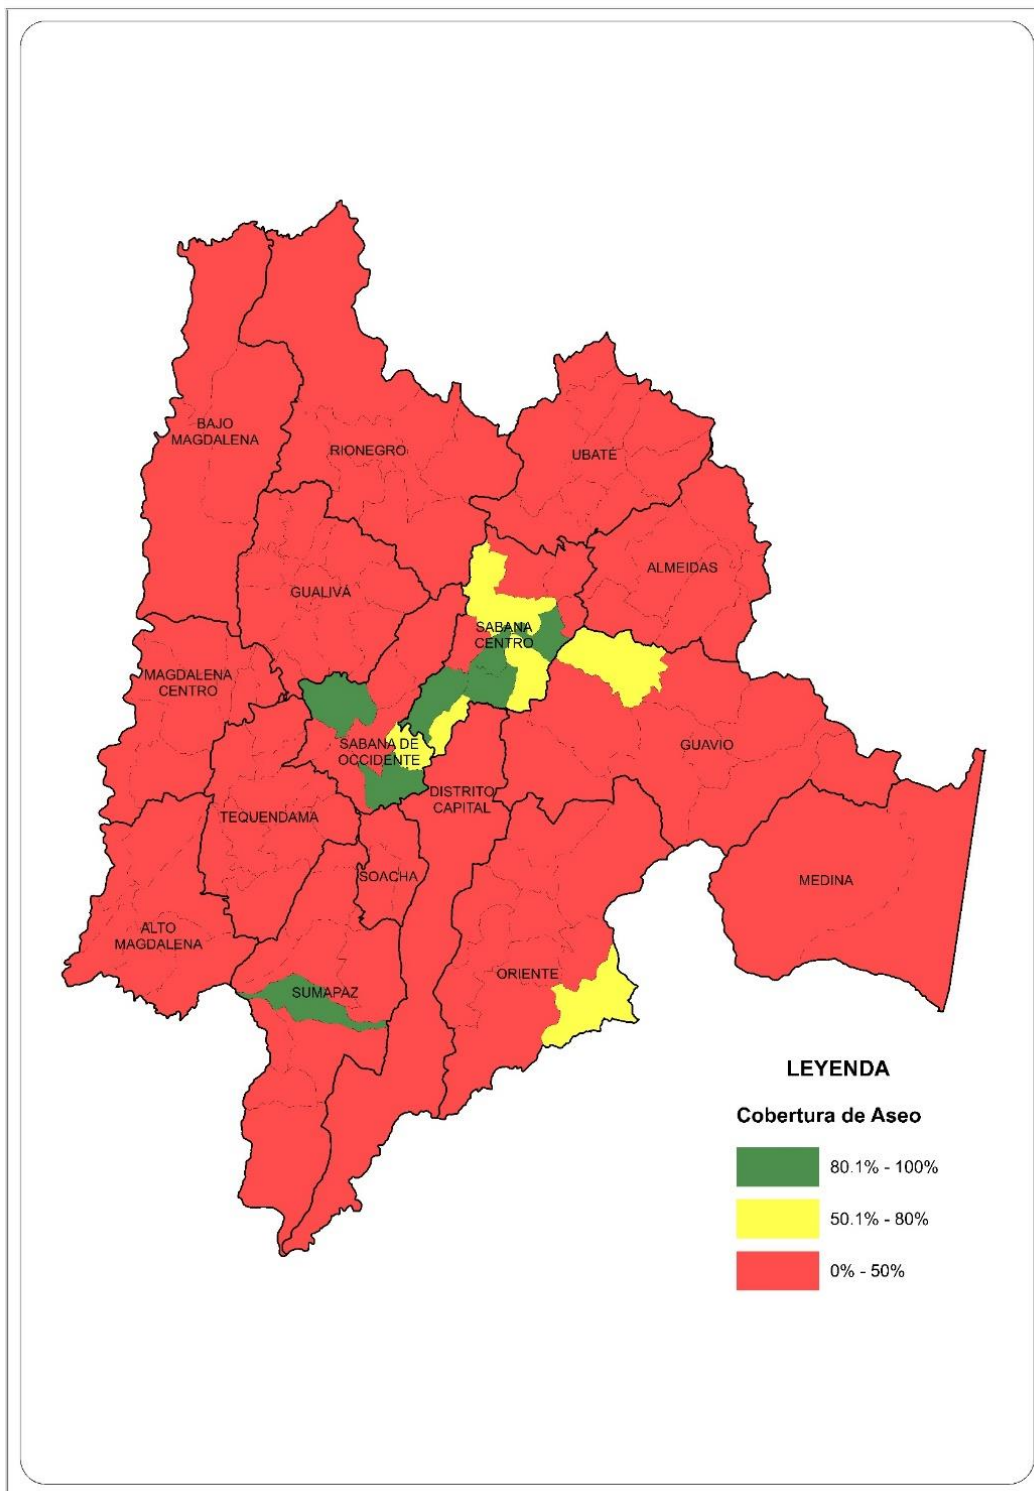 BAJO
MAGDALENA
RIONEGRO
UBATÉ
GUALIVÁ
ALMEIDAS
SABANA
CENTRO
MAGDALENA
CENTRO
GUAVIO
SABANA DE
OCCIDENTE
DISTRITO
CAPITAL
TEQUENDAMA
SOACHA
MEDINA
ALTO
MAGDALENA
ORIENTE
SUMAPAZ
LEYENDA
Cobertura de Aseo
80.1% - 100%
50.1% - 80%
0% - 50%